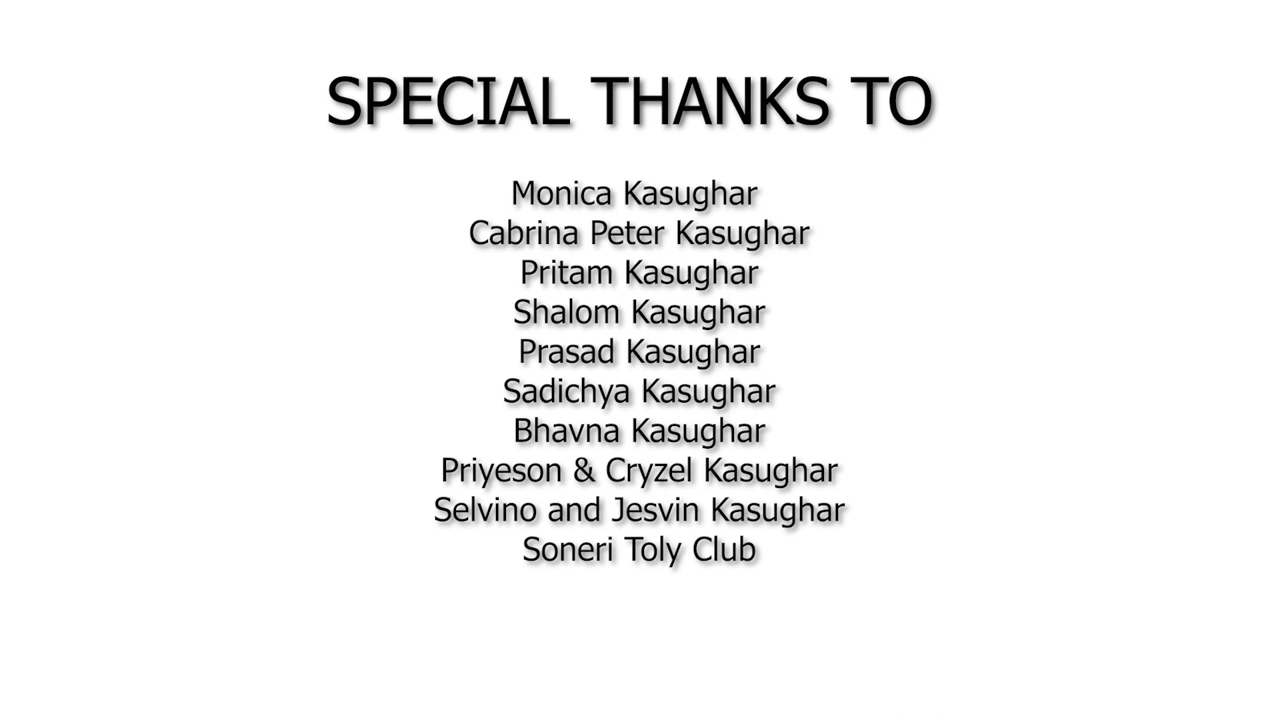 SPECIAL THANKS TO
Monica Kasughar
Cabrina Peter Kasughar
Pritam Kasughar
Shalom Kasughar
Prasad Kasughar
Sadichya Kasughar
Bhavna Kasughar
Priyeson & Cryzel Kasughar
Selvino and Jesvin Kasughar
Soneri Toly Club